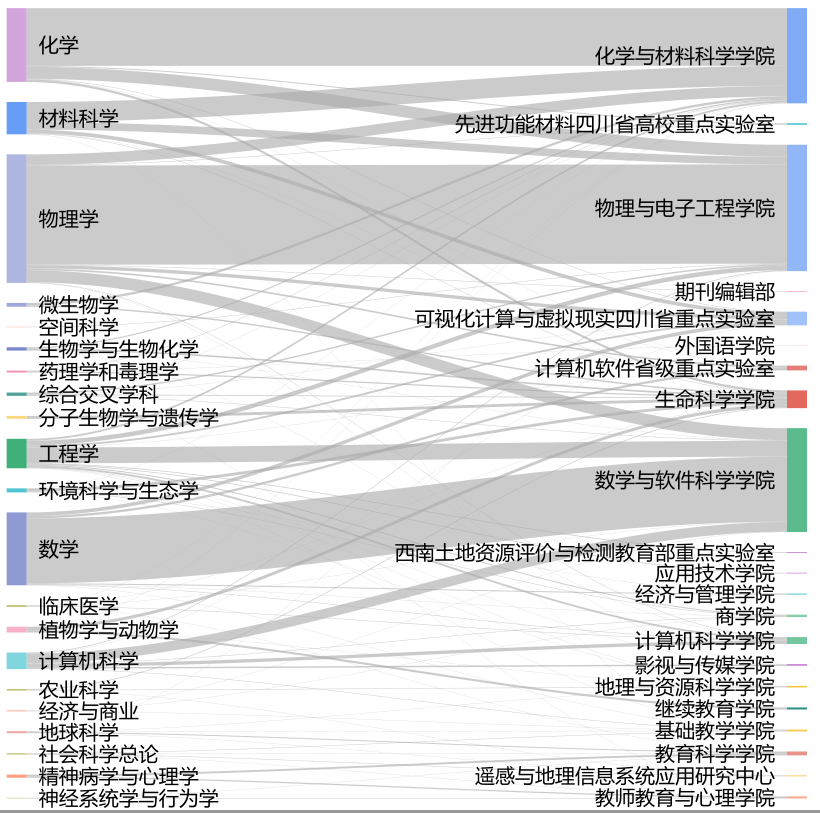 化学
材料科学
物理学
微生物学
空间科学
生物学与生物化学
药理学和毒理学
综合交叉学科
分子生物学与遗传学
工程学
环境科学与生态学
数学
临床医学
植物学与动物学
计算机科学
农业科学
经济与商业
地球科学
社会科学总论
精神病学与心理学
神经系统学与行为学
化学与材料科学学院
先进功能材料四川省高校重点实验室
物理与电子工程学院
期刊编辑部
可视化计算与虚拟现实四川省重点实验室
外国语学院
计算机软件省级重点实验室
生命科学学院
数学与软件科学学院
西南土地资源评价与检测教育部重点实验室
应用技术学院
经济与管理学院
商学院
计算机科学学院
影视与传媒学院
地理与资源科学学院
继续教育学院
基础教学学院
教育科学学院
遥感与地理信息系统应用研究中心
教师教育与心理学院